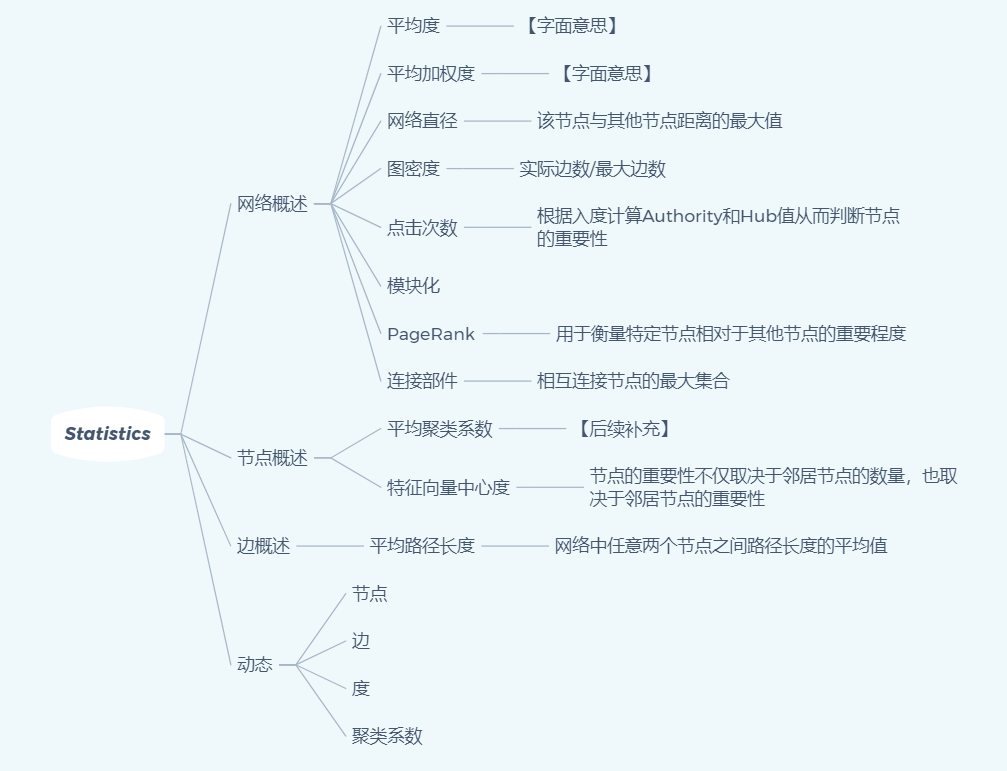 平均度
【字面意思】
平均加权度
【字面意思】
网络直径
该节点与其他节点距离的最大值
图密度
实际边数/最大边数
网络概述
点击次数
根据入度计算Authority和Hub值从而判断节点
的重要性
模块化
PageRank
用于衡量特定节点相对于其他节点的重要程度
连接部件
相互连接节点的最大集合
Statistics
节点概述
平均聚类系数
【后续补充】
特征向量中心度
节点的重要性不仅取决于邻居节点的数量，也取
决于邻居节点的重要性
边概述
平均路径长度
网络中任意两个节点之间路径长度的平均值
动态
节点
边
度
聚类系数